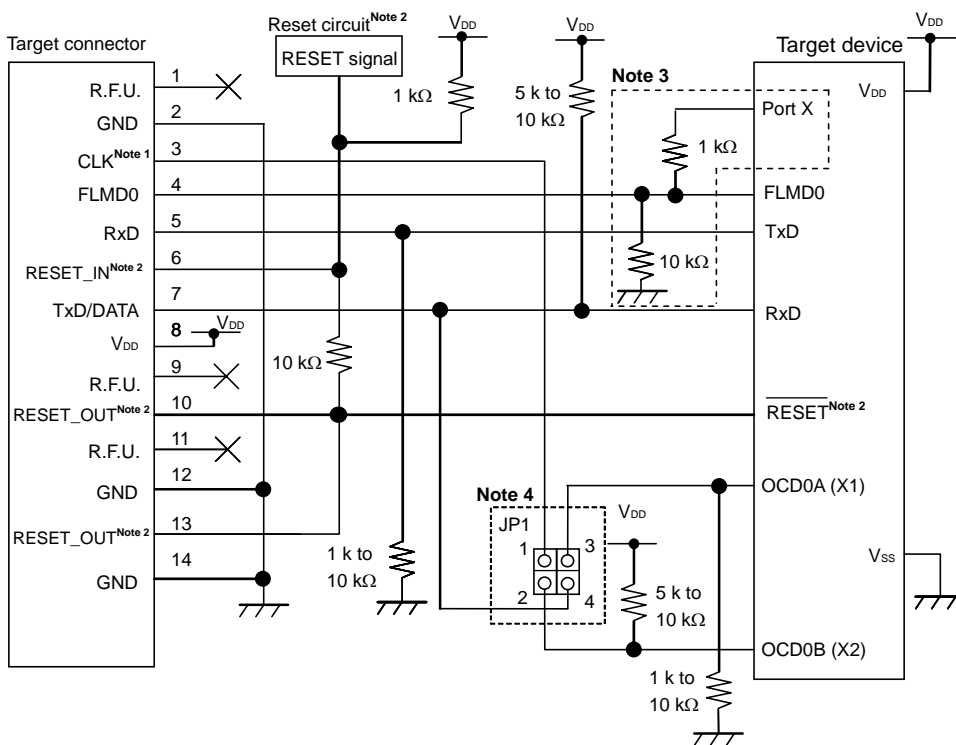 Target connector
1
R.F.U.
2
GND
3
CLK Note 1
4
FLMD0
5
RxD
6
RESET_IN Note 2
7
TxD/DATA
8
VDD
VDD
9
R.F.U.
10
RESET_OUT Note 2
11
R.F.U.
12
GND
13
RESET_OUT Note 2
14
GND
Reset circuit Note 2
RESET signal
VDD
1 kΩ
10 kΩ
1 k to
10 kΩ
VDD
5 k to
10 kΩ
Note 3
1 kΩ
10 kΩ
Note 4
JP1
1
3
2
4
VDD
5 k to
10 kΩ
1 k to
10 kΩ
VDD
Target device
VDD
Port X
FLMD0
TxD
RxD
RESET Note 2
OCD0A (X1)
VSS
OCD0B (X2)